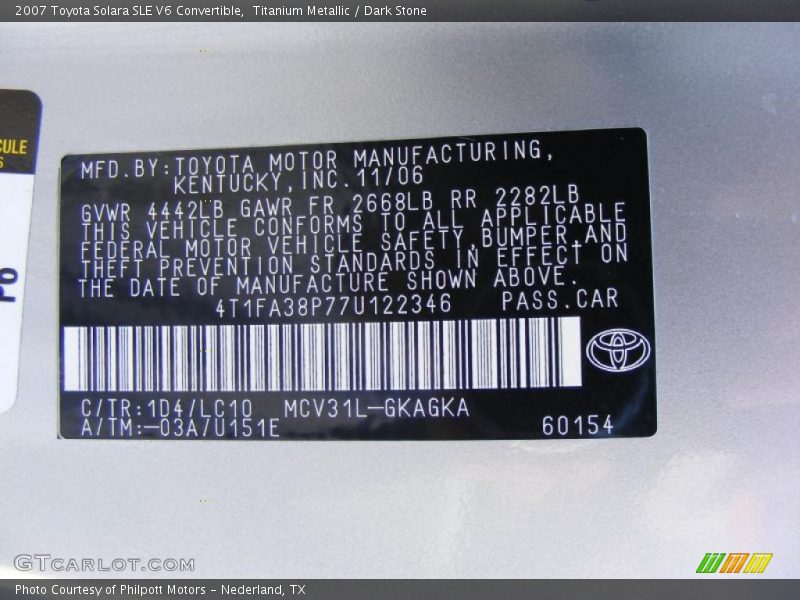 2007 Toyota Solara SLE V6 Convertible, Titanium Metallic / Dark Stone
MFD.BY:TOYOTA MOTOR MANUFACTURING,
KENTUCKY,INC.11/06
GVWR 4442LB GAWR FR 2668LB RR 2282LB
THIS VEHICLE CONFORMS TO ALL APPLICABLE
FEDERAL MOTOR VEHICLE SAFETY,BUMPER,AND
THEFT PREVENTION STANDARDS IN EFFECT ON
THE DATE OF MANUFACTURE SHOWN ABOVE.
4T1FA38P77U122346 PASS.CAR
C/TR:1D4/LC10 MCV31L-GKAGKA
A/TM:-03A/U151E 60154
GTCARLOT.COM
Photo Courtesy of Philpott Motors - Nederland, TX